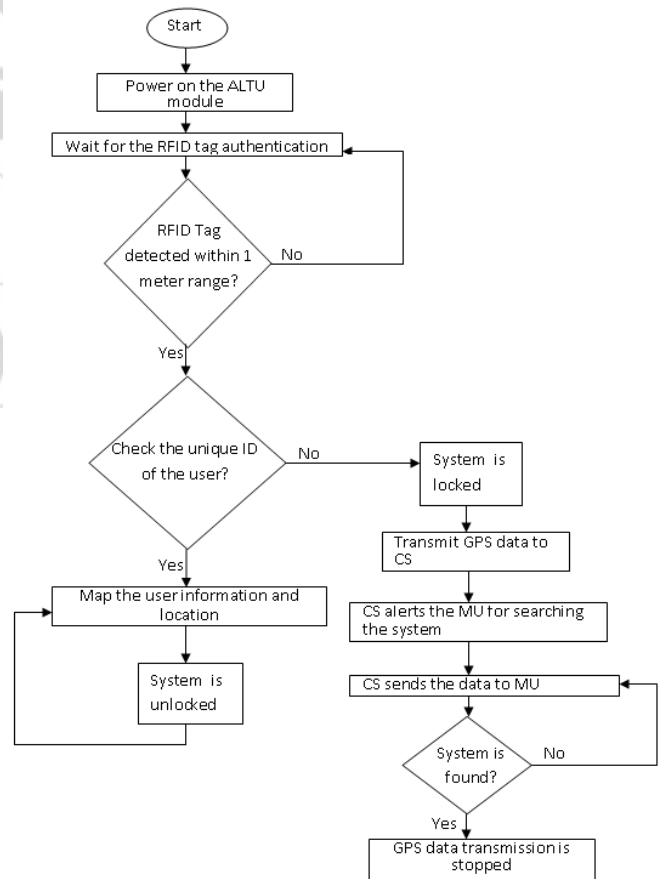 Start
Power on the ALTU
module
Wait for the RFID tag authentication
RFID Tag
detected within 1
meter range?
No
Yes
Check the unique ID
of the user?
No
System is
locked
Transmit GPS data to
CS
Yes
Map the user information and
location
CS alerts the MU for searching
the system
System is
unlocked
CS sends the data to MU
System is
found?
No
Yes
GPS data transmission is
stopped